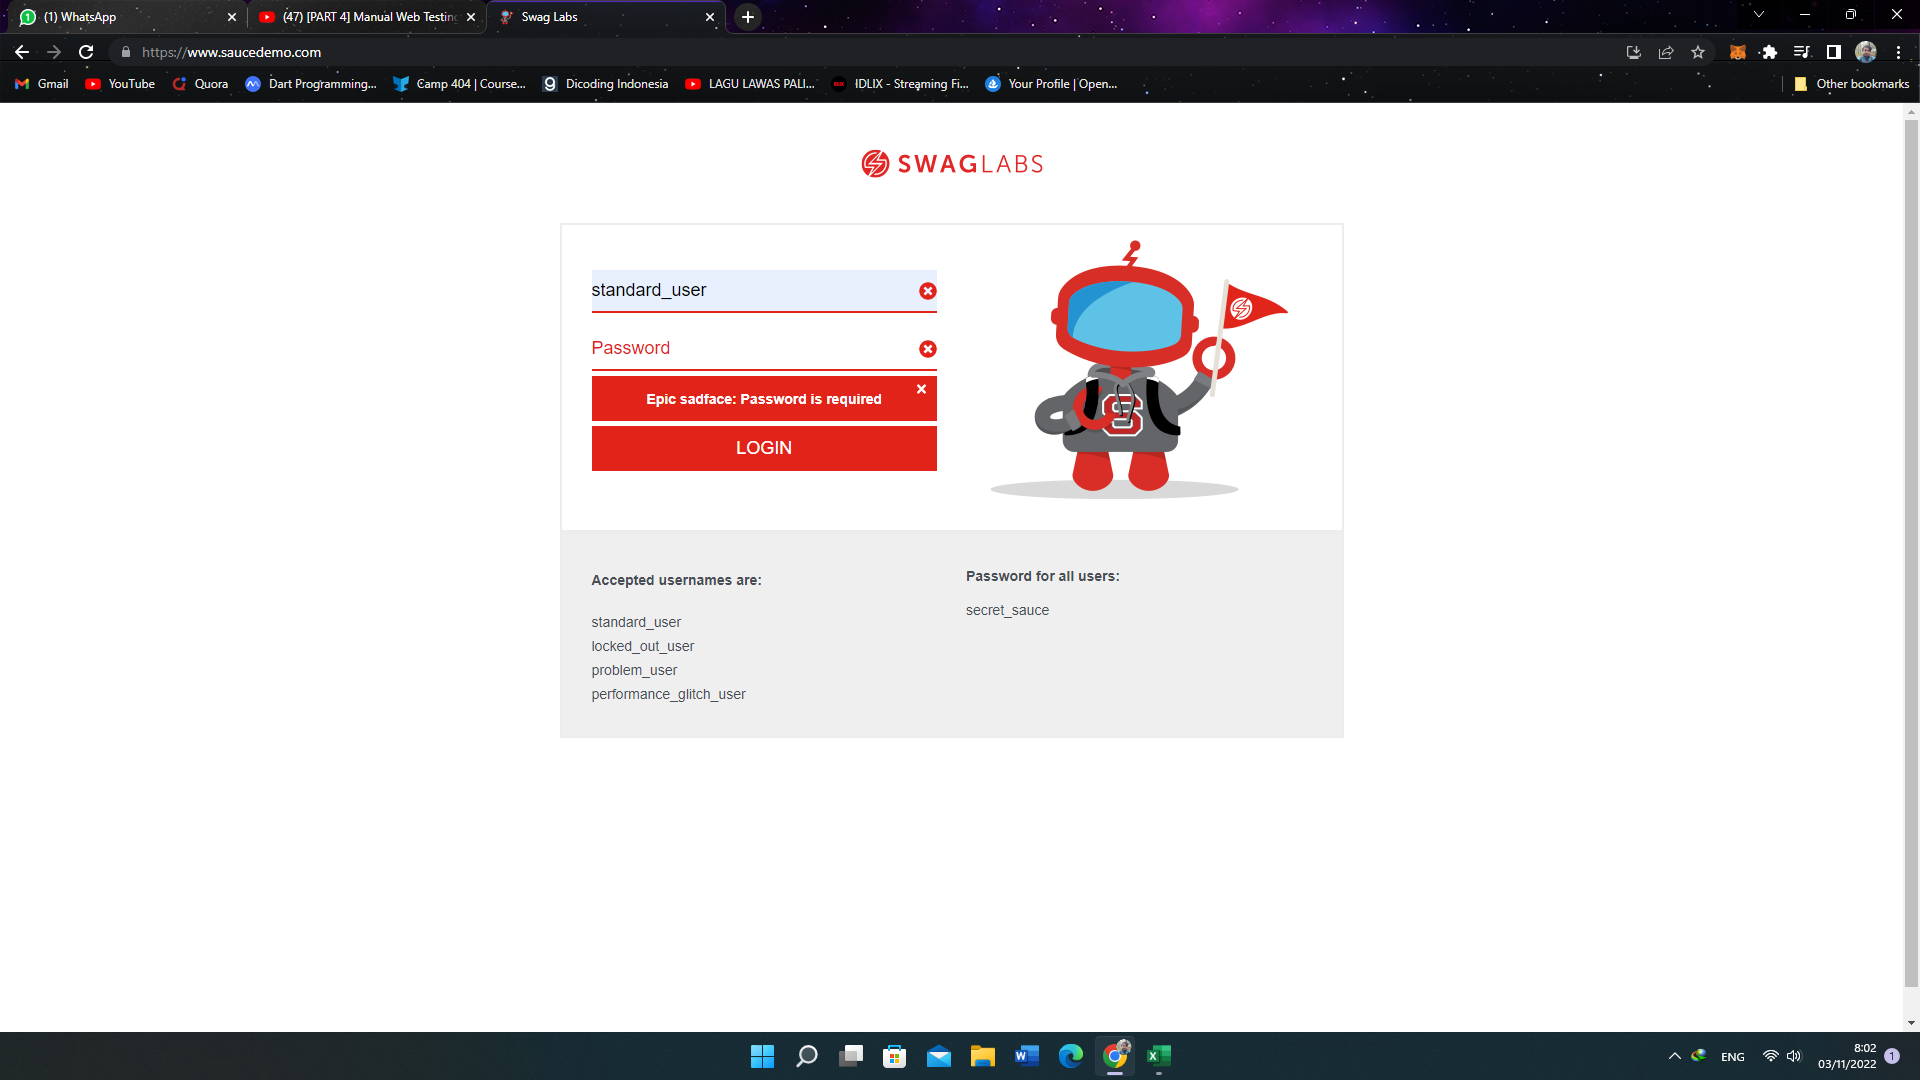 (1) WhatsApp
(47) [PART 4] Manual Web Testing
Swag Labs
https://www.saucedemo.com
Gmail
YouTube
Quora
Dart Programming...
Camp 404 | Course...
Dicoding Indonesia
LAGU LAWAS PALI...
IDLIX - Streaming Fi...
Your Profile | Open...
Other bookmarks
SWAGLABS
standard_user
Password
Epic sadface: Password is required
LOGIN
Accepted usernames are:
standard_user
locked_out_user
problem_user
performance_glitch_user
Password for all users:
secret_sauce
ENG
8:02
03/11/2022
1